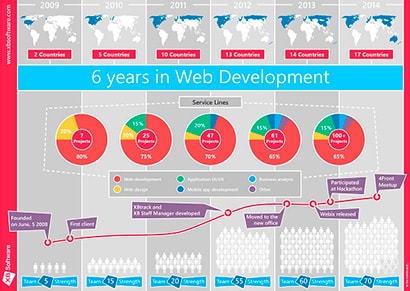 www.xbsoftware.com
2009
2010
2011
2012
2013
2014
2 Countries
5 Countries
10 Countries
13 Countries
14 Countries
17 Countries
6 years in Web Development
Service Lines
20%
7
Projects
80%
15%
10%
25
Projects
75%
20%
10%
47
Projects
70%
15%
61
Projects
65%
15%
100+
Projects
65%
Web development
Application UI/UX
Business analysis
Web design
Mobile app development
Other
Founded
on June, 5 2008
First client
XBtrack and
XB Staff Manager developed
Moved to the
new office
Webix released
Participated
at Hackathon
4Front
Meetup
XB Software
Team 5 Strength
Team 15 Strength
Team 20 Strength
Team 55 Strength
Team 60 Strength
Team 70 Strength